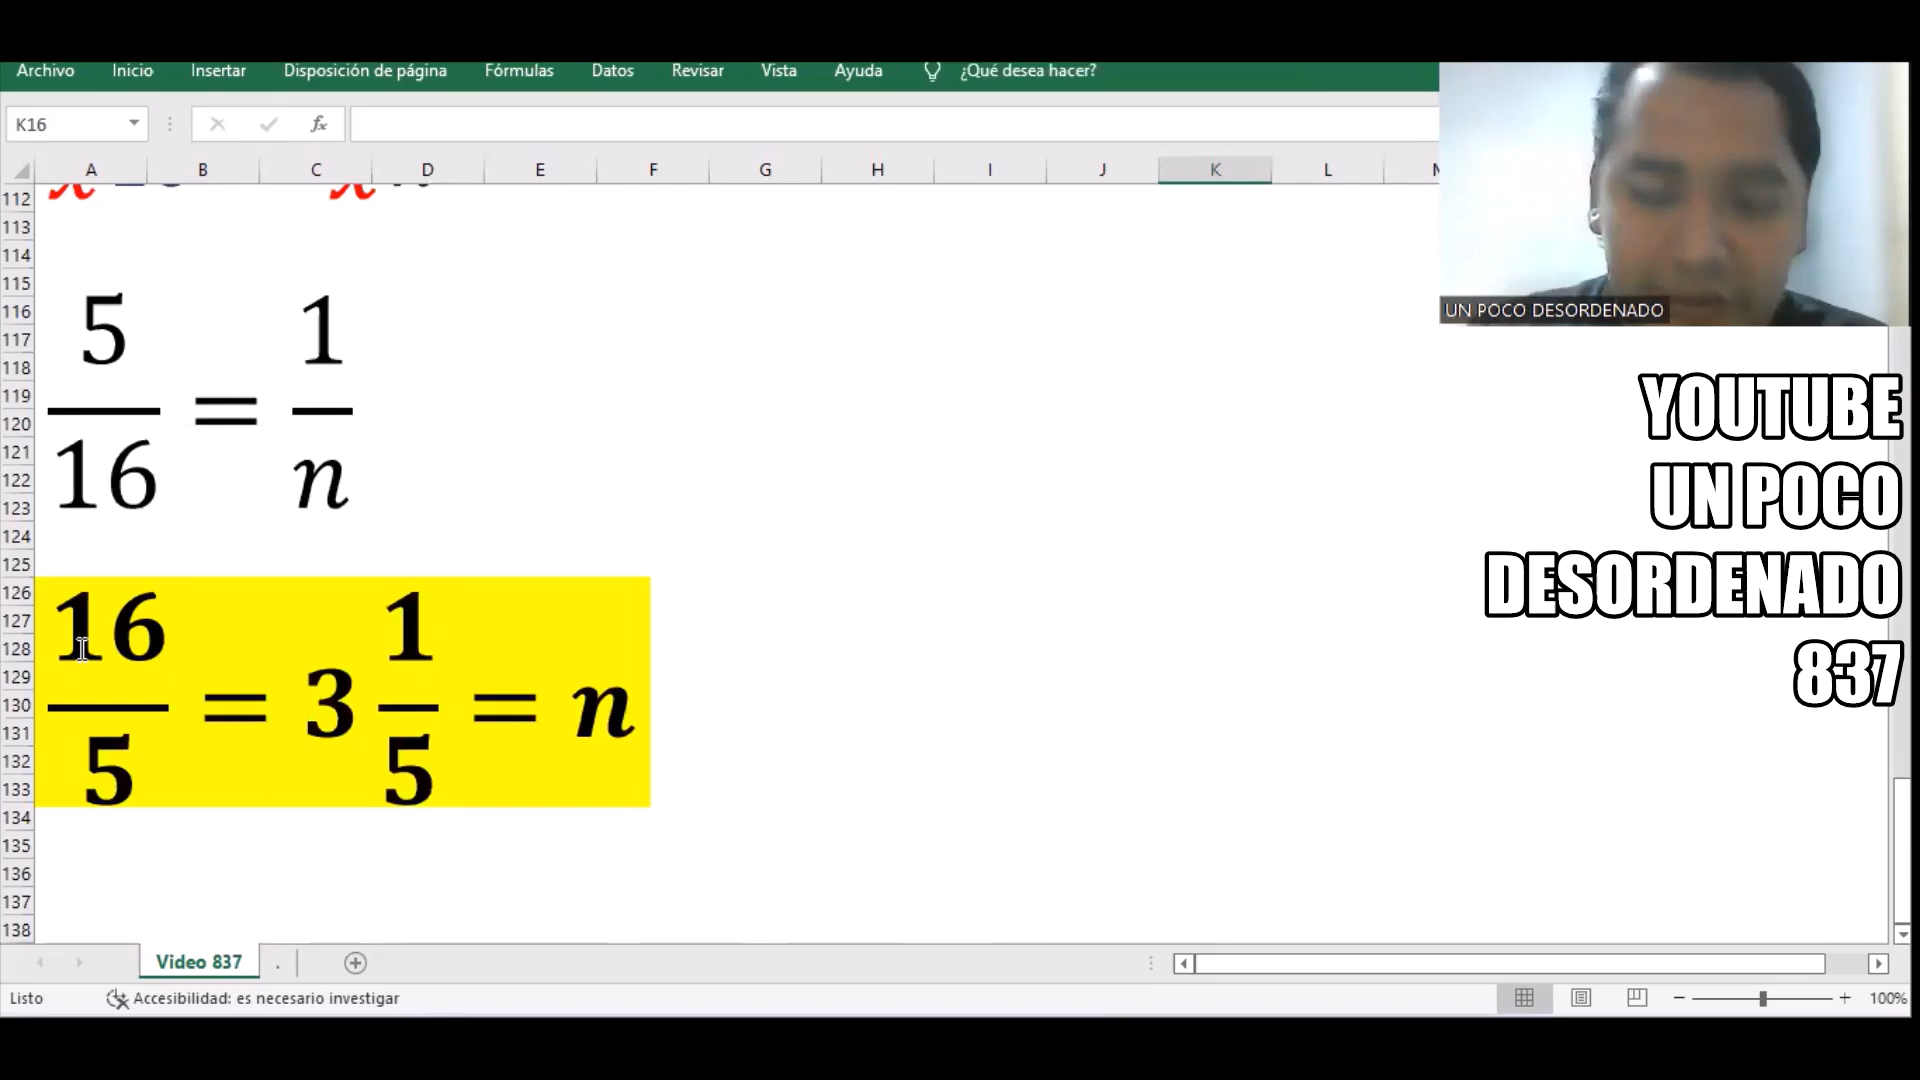 Archivo Inicio Insertar Disposición de página Fórmulas Datos Revisar Vista Ayuda ¿Qué desea hacer?
K16 fx
A B C D E F G H I J K L
112
113
114
115
116
117
118
119
120
121
122
123
124
125
126
127
128
129
130
131
132
133
134
135
136
137
138
5/16 = 1/n
16/5 = 3 1/5 = n
UN POCO DESORDENADO
YOUTUBE
UN POCO
DESORDENADO
837
Video 837 .
Listo Accesibilidad: es necesario investigar 100%